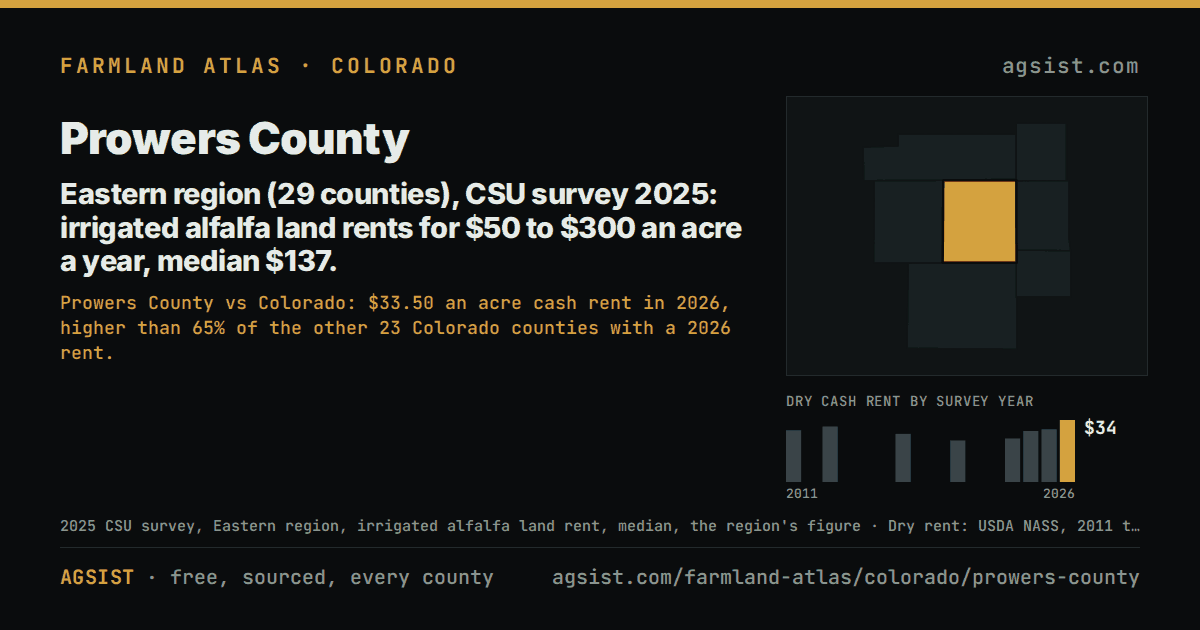 FARMLAND ATLAS · COLORADO
agsist.com
Prowers County
Eastern region (29 counties), CSU survey 2025:
irrigated alfalfa land rents for $50 to $300 an acre
a year, median $137.
Prowers County vs Colorado: $33.50 an acre cash rent in 2026,
higher than 65% of the other 23 Colorado counties with a 2026
rent.
DRY CASH RENT BY SURVEY YEAR
$34
2011
2026
2025 CSU survey, Eastern region, irrigated alfalfa land rent, median, the region's figure · Dry rent: USDA NASS, 2011 t…
AGSIST · free, sourced, every county
agsist.com/farmland-atlas/colorado/prowers-county